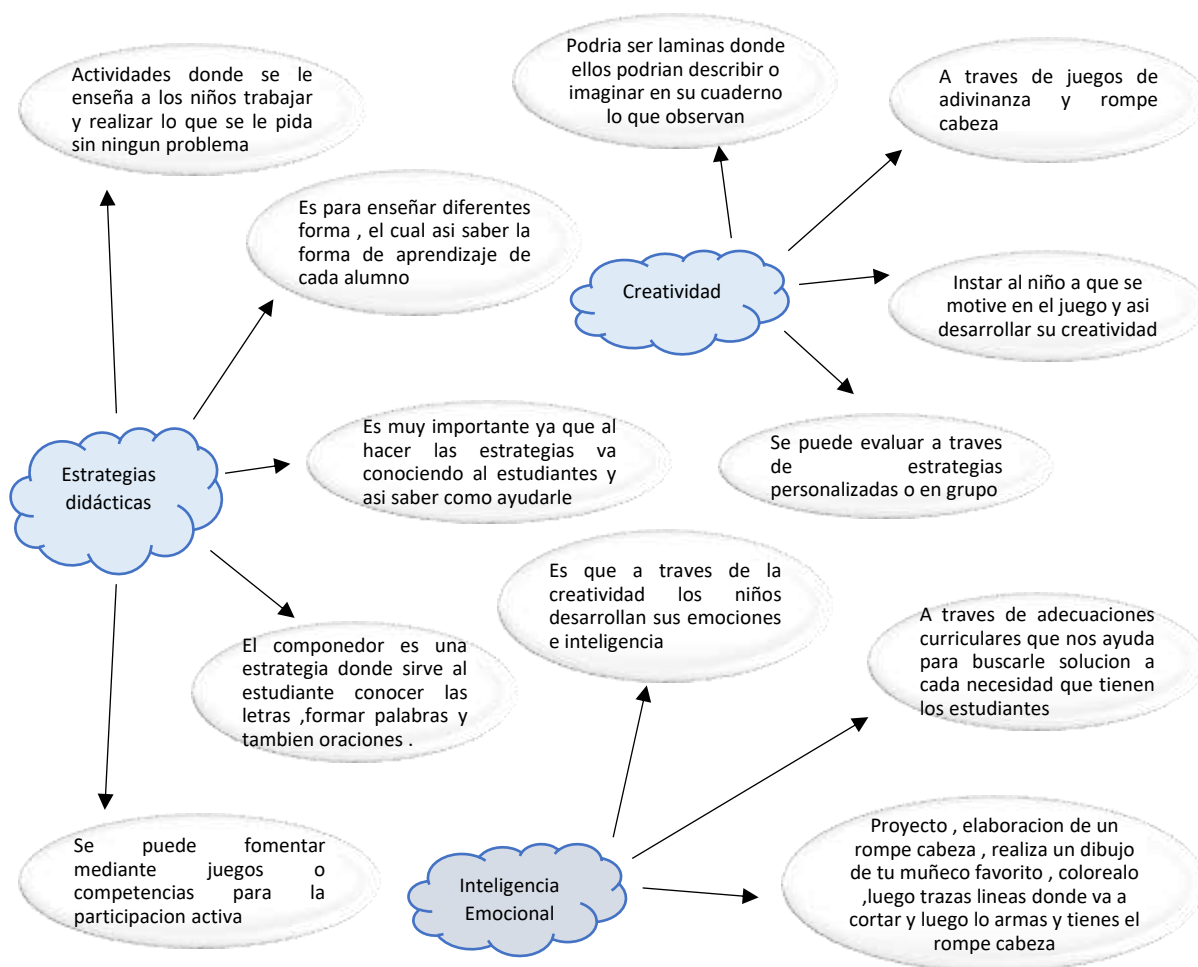 Actividades donde se le
enseña a los niños trabajar
y realizar lo que se le pida
sin ningun problema
Podria ser laminas donde
ellos podrian describir o
imaginar en su cuaderno
lo que observan
A traves de juegos de
adivinanza y rompe
cabeza
Es para enseñar diferentes
forma , el cual asi saber la
forma de aprendizaje de
cada alumno
Creatividad
Instar al niño a que se
motive en el juego y asi
desarrollar su creatividad
Estrategias
didácticas
Es muy importante ya que al
hacer las estrategias va
conociendo al estudiantes y
asi saber como ayudarle
Se puede evaluar a traves
de estrategias
personalizadas o en grupo
Es que a traves de la
creatividad los niños
desarrollan sus emociones
e inteligencia
A traves de adecuaciones
curriculares que nos ayuda
para buscarle solucion a
cada necesidad que tienen
los estudiantes
El componedor es una
estrategia donde sirve al
estudiante conocer las
letras ,formar palabras y
tambien oraciones .
Se puede fomentar
mediante juegos o
competencias para la
participacion activa
Inteligencia
Emocional
Proyecto , elaboracion de un
rompe cabeza , realiza un dibujo
de tu muñeco favorito , colorealo
,luego trazas lineas donde va a
cortar y luego lo armas y tienes el
rompe cabeza